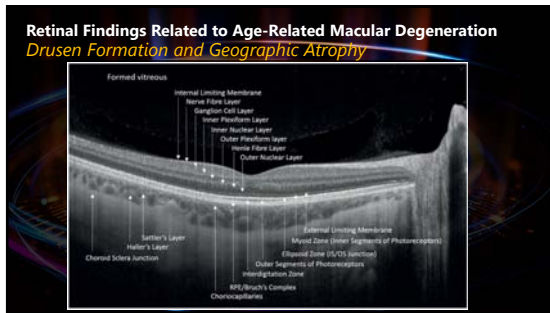 Retinal Findings Related to Age-Related Macular Degeneration
Drusen Formation and Geographic Atrophy
Formed vitreous
Internal Limiting Membrane
Nerve Fibre Layer
Ganglion Cell Layer
Inner Plexiform Layer
Inner Nuclear Layer
Outer Plexiform layer
Henle Fibre Layer
Outer Nuclear Layer
External Limiting Membrane
Myoid Zone (Inner Segments of Photoreceptors)
Ellipsoid Zone (IS/OS Junction)
Outer Segments of Photoreceptors
Interdigitation Zone
RPE/Bruch's Complex
Choriocapillaries
Sattler's Layer
Haller's Layer
Choroid Sclera Junction